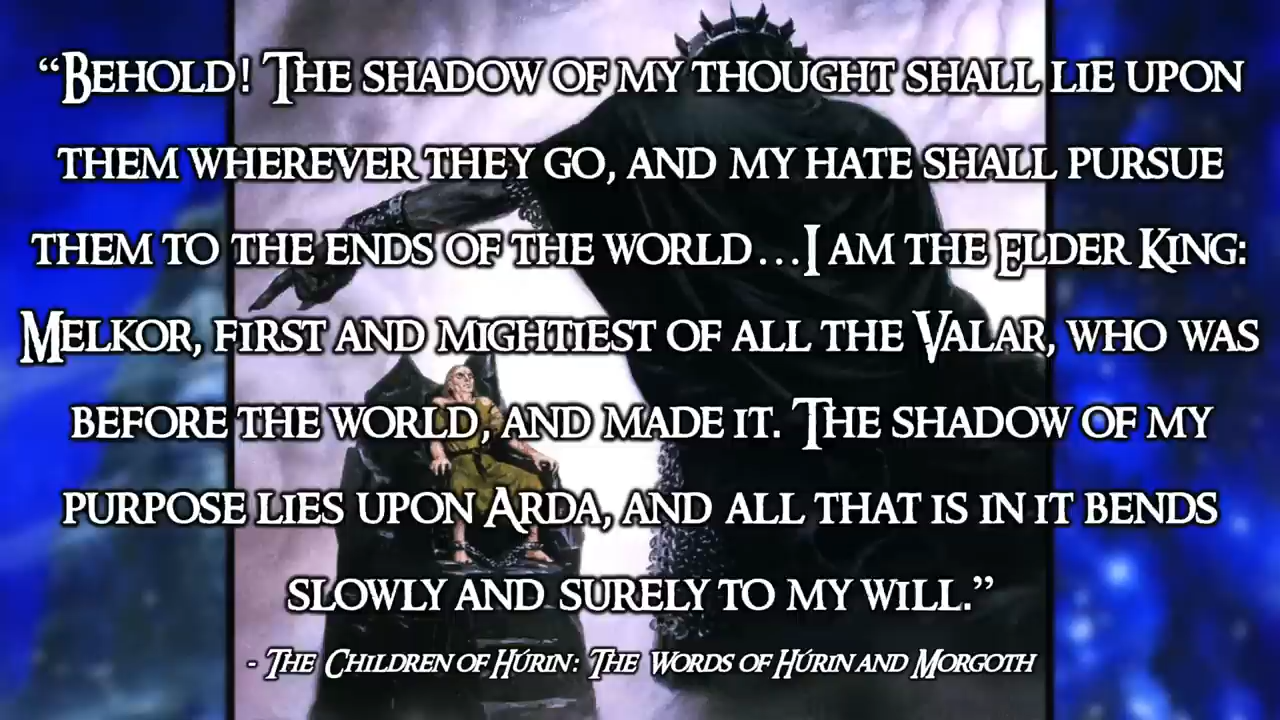 “Behold! The shadow of my thought shall lie upon
them wherever they go, and my hate shall pursue
them to the ends of the world...I am the Elder King:
Melkor, first and mightiest of all the Valar, who was
before the world, and made it. The shadow of my
purpose lies upon Arda, and all that is in it bends
slowly and surely to my will.”
- The Children of Húrin: The Words of Húrin and Morgoth